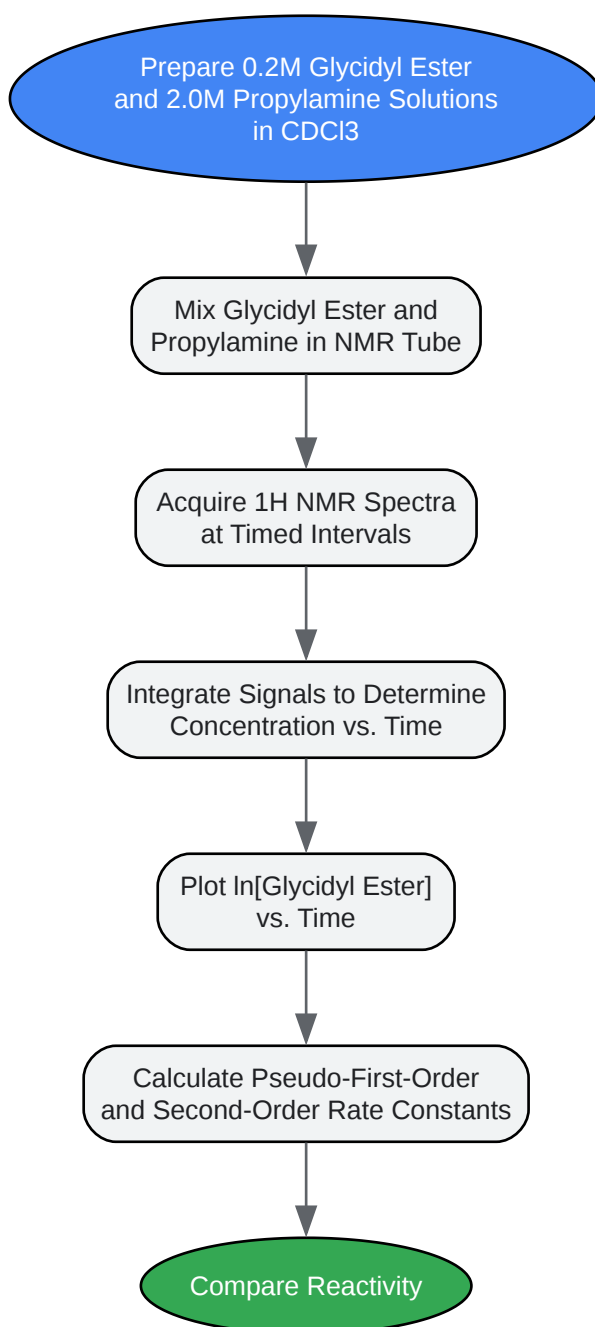 Prepare 0.2M Glycidyl Ester
and 2.0M Propylamine Solutions
in CDCl3
Mix Glycidyl Ester and
Propylamine in NMR Tube
Acquire 1H NMR Spectra
at Timed Intervals
Integrate Signals to Determine
Concentration vs. Time
Plot ln[Glycidyl Ester]
vs. Time
Calculate Pseudo-First-Order
and Second-Order Rate Constants
Compare Reactivity